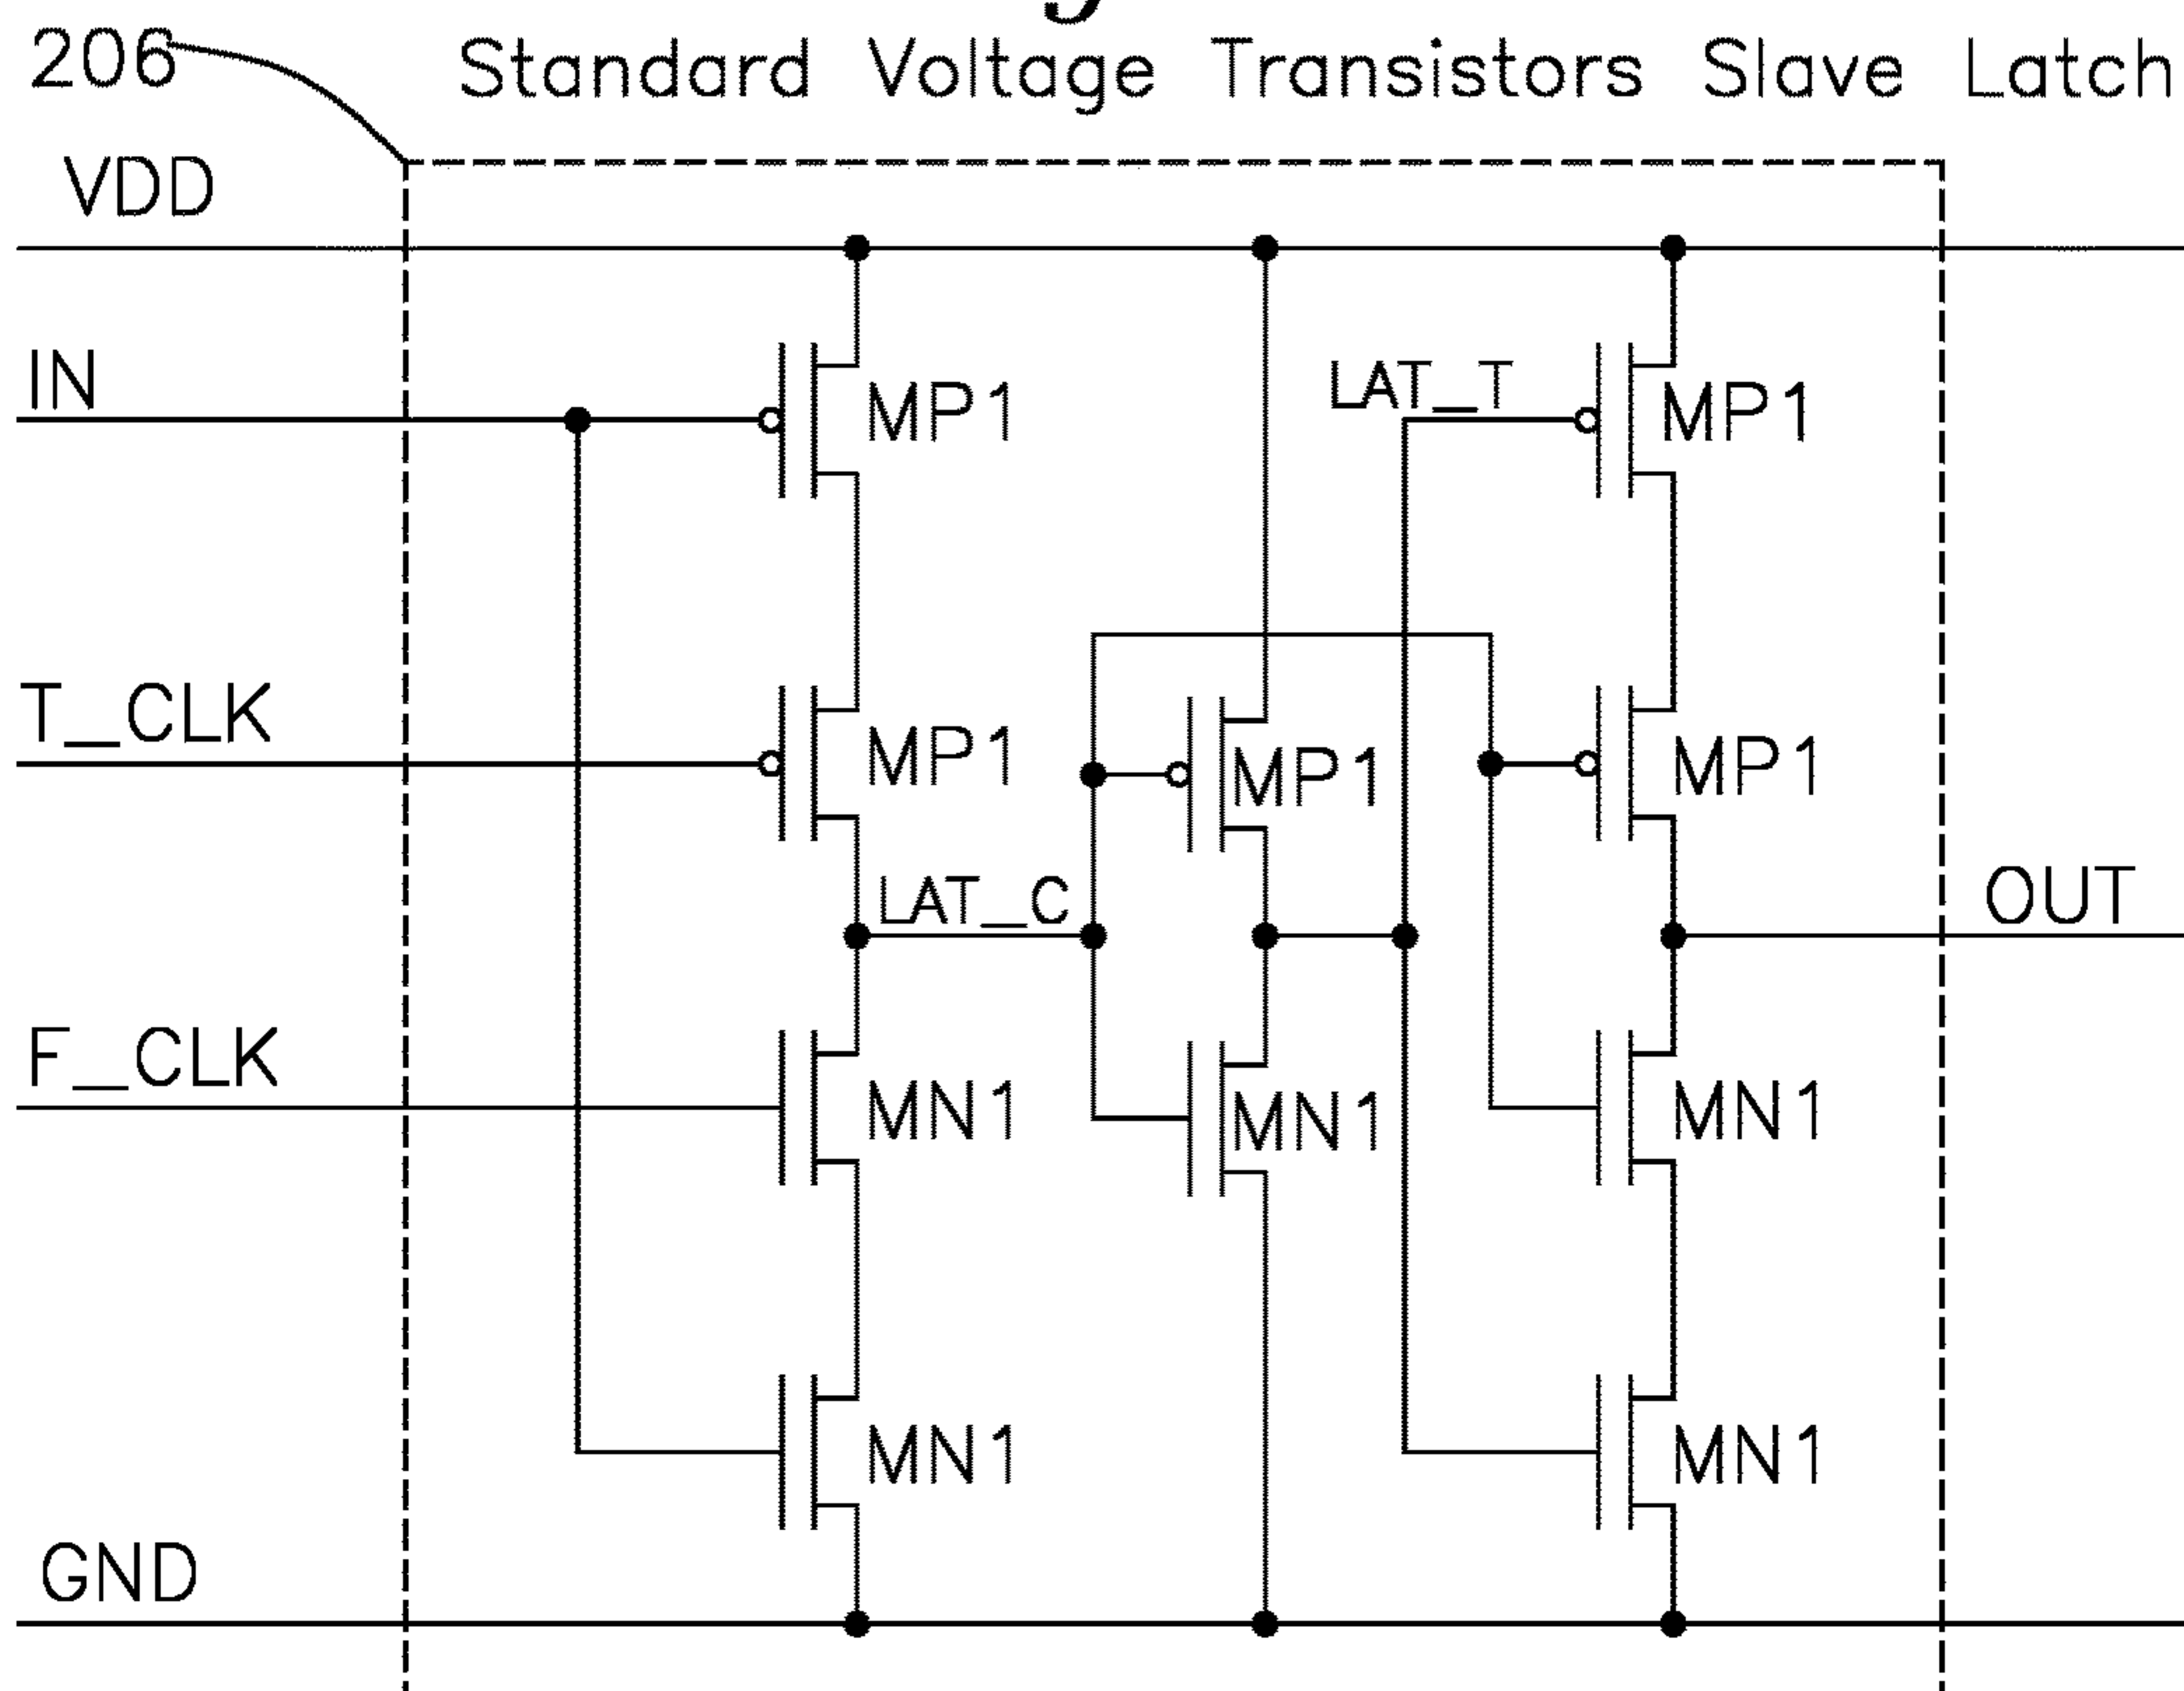 206
Standard Voltage Transistors Slave Latch
VDD
IN
MP1
LAT_T
MP1
T_CLK
MP1
MP1
MP1
LAT_C
OUT
F_CLK
MN1
MN1
MN1
MN1
MN1
GND